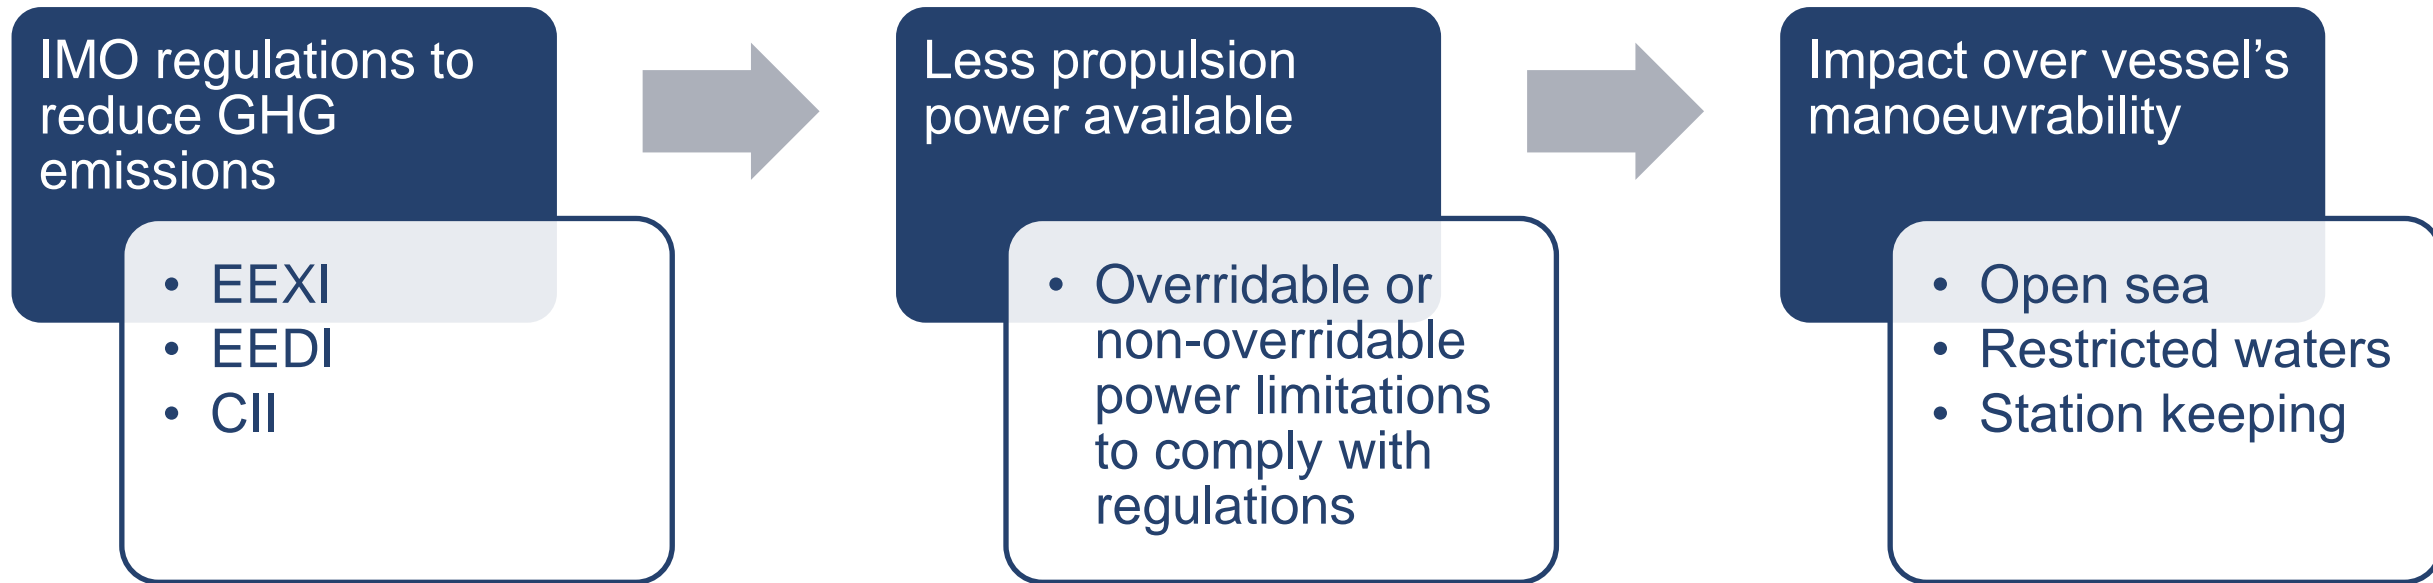 IMO regulations to
reduce GHG
emissions
• EEXI
• EEDI
• CII
Less propulsion
power available
• Overridable or
non-overridable
power limitations
to comply with
regulations
Impact over vessel’s
manoeuvrability
• Open sea
• Restricted waters
• Station keeping